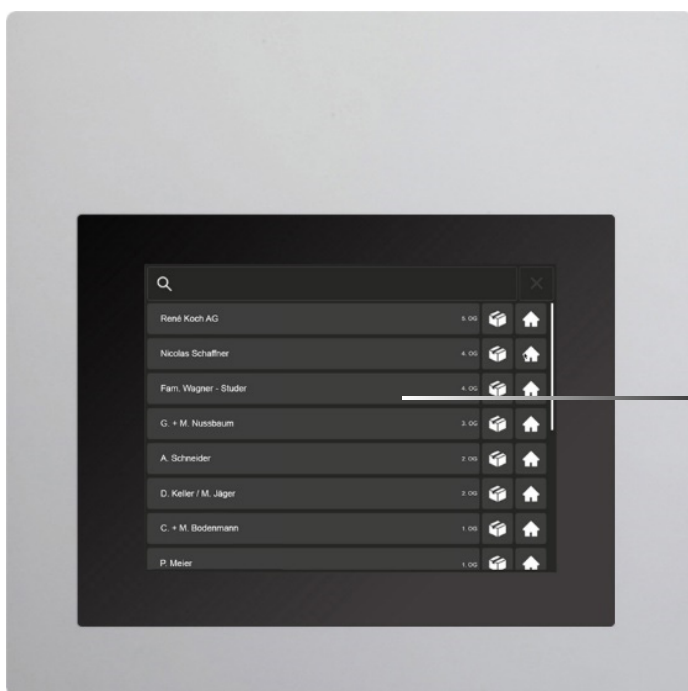 René Koch AG 5. OG
Nicolas Schaffner 4. OG
Fam. Wagner - Studer 4. OG
G. + M. Nussbaum 3. OG
A. Schneider 2. OG
D. Keller / M. Jäger 2. OG
C. + M. Bodenmann 1. OG
P. Meier 1. OG